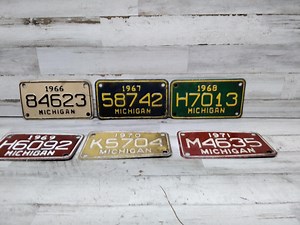 1966
84623
MICHIGAN
1967
58742
MICHIGAN
1968
H7013
MICHIGAN
1969
H6092
MICHIGAN
1970
K5704
MICHIGAN
1971
M4635
MICHIGAN